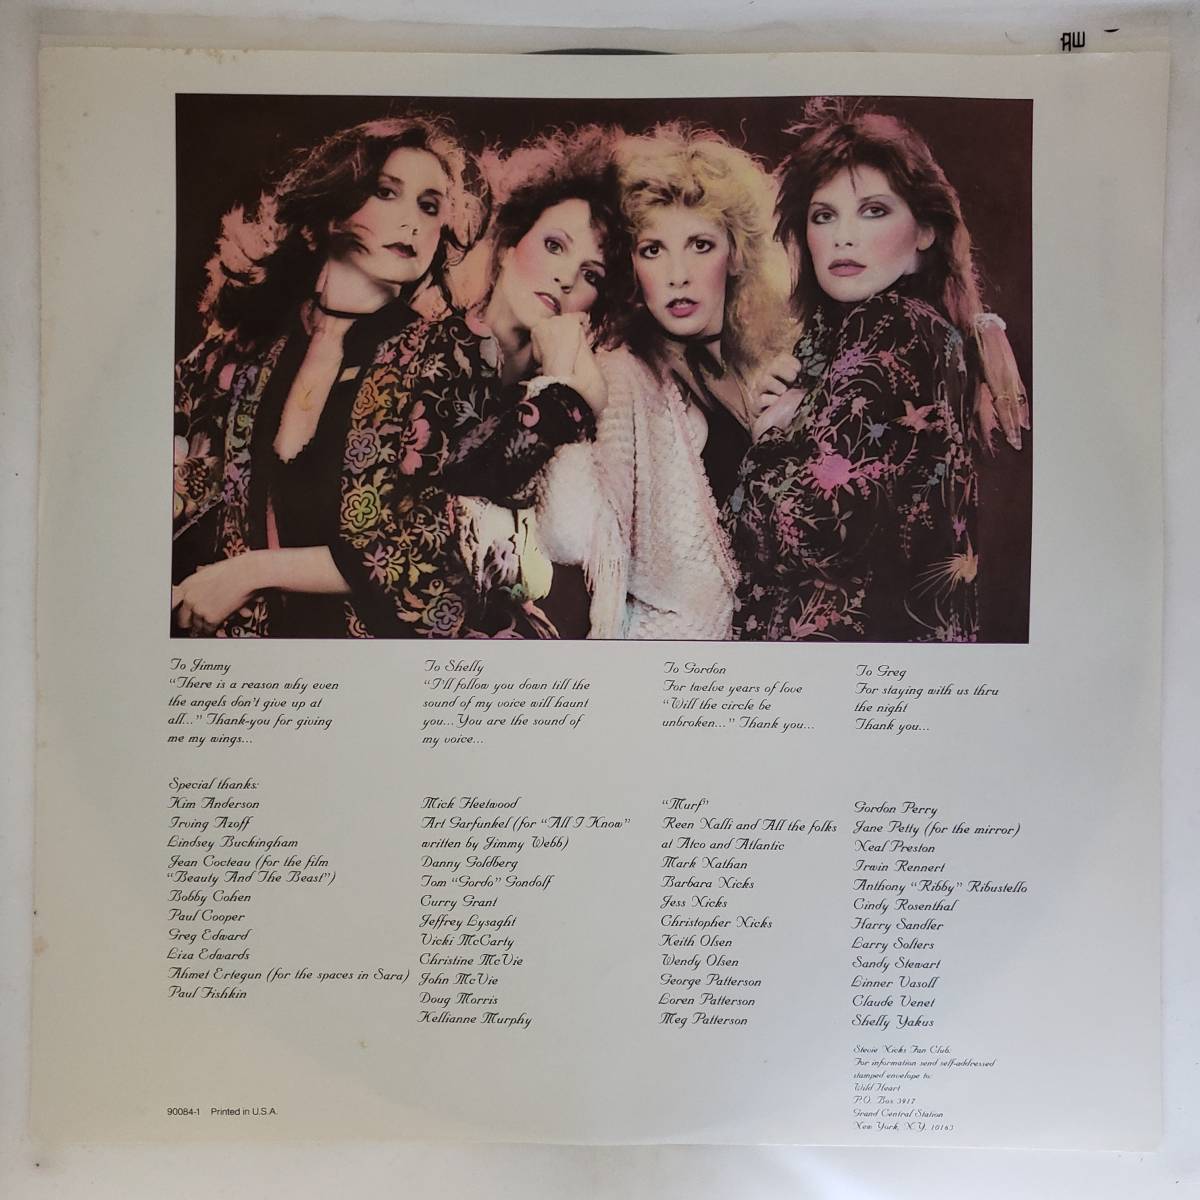 AW
To Jimmy
"There is a reason why even
the angels don't give up at
all..." Thank-you for giving
me my wings...
To Shelly
"I'll follow you down till the
sound of my voice will haunt
you... You are the sound of
my voice...
To Gordon
For twelve years of love
"Will the circle be
unbroken..." Thank you...
To Greg
For staying with us thru
the night
Thank you...
Special thanks:
Kim Anderson
Irving Azoff
Lindsey Buckingham
Jean Cocteau (for the film
"Beauty And The Beast")
Bobby Cohen
Paul Cooper
Greg Edward
Liza Edwards
Ahmet Ertegun (for the spaces in Sara)
Paul Fishkin
Mick Fleetwood
Art Garfunkel (for "All I Know"
written by Jimmy Webb)
Danny Goldberg
Tom "Gordo" Gondolf
Curry Grant
Jeffrey Lysaght
Vicki McCarty
Christine McVie
John McVie
Doug Morris
Kellianne Murphy
"Murf"
Reen Nalli and All the folks
at Atco and Atlantic
Mark Nathan
Barbara Nicks
Jess Nicks
Christopher Nicks
Keith Olsen
Wendy Olsen
George Patterson
Loren Patterson
Meg Patterson
Gordon Perry
Jane Petty (for the mirror)
Neal Preston
Irwin Rennert
Anthony "Ribby" Ribustello
Cindy Rosenthal
Harry Sandler
Larry Solters
Sandy Stewart
Linner Vasoll
Claude Venet
Shelly Yakus
Stevie Nicks Fan Club:
For information send self-addressed
stamped envelope to:
Wild Heart
P.O. Box 3917
Grand Central Station
New York, N.Y. 10163
90084-1 Printed in U.S.A.